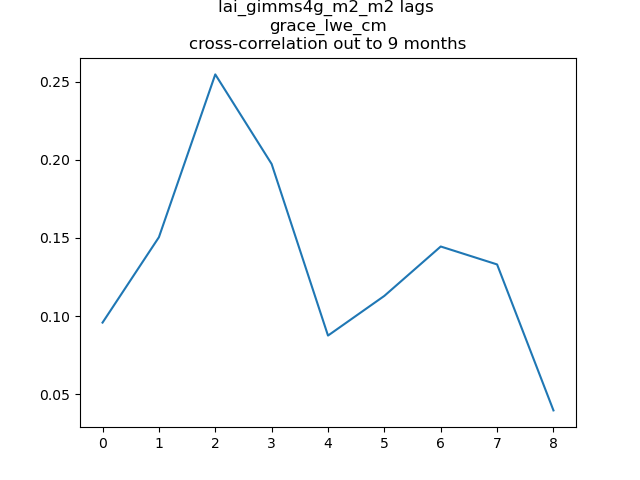 lai_gimms4g_m2_m2 lags
grace_lwe_cm
cross-correlation out to 9 months
0.25
0.20
0.15
0.10
0.05
0 1 2 3 4 5 6 7 8